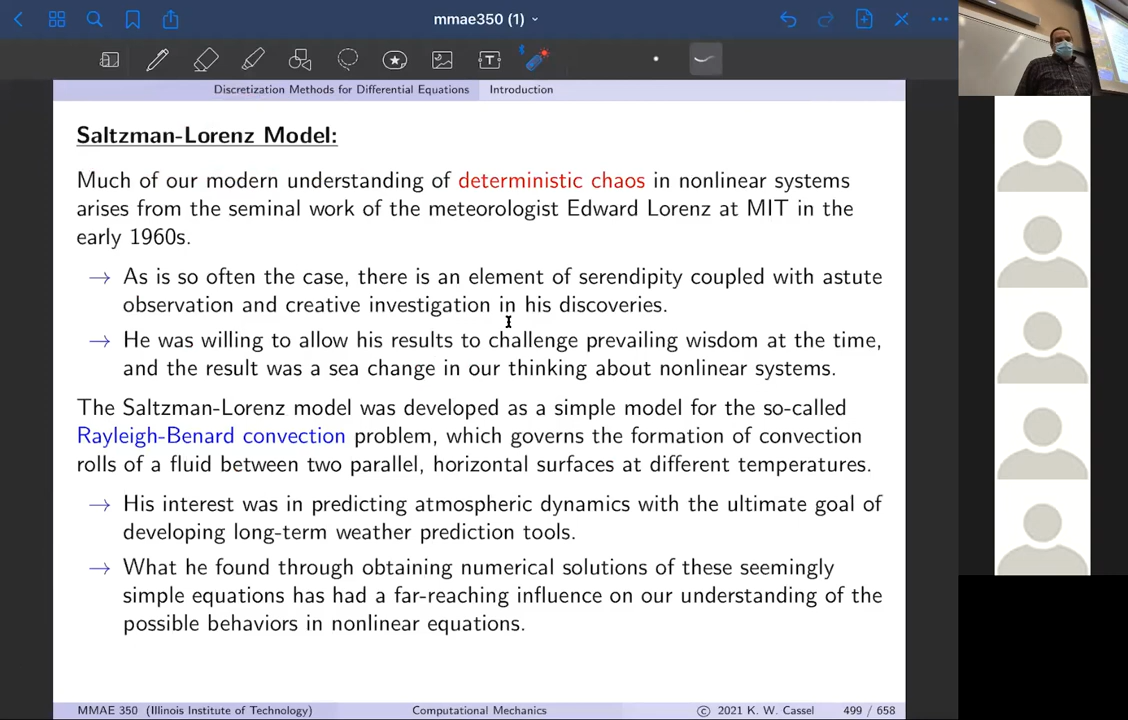 mmae350 (1)
Discretization Methods for Differential Equations Introduction
Saltzman-Lorenz Model:
Much of our modern understanding of deterministic chaos in nonlinear systems
arises from the seminal work of the meteorologist Edward Lorenz at MIT in the
early 1960s.
→ As is so often the case, there is an element of serendipity coupled with astute
observation and creative investigation in his discoveries.
→ He was willing to allow his results to challenge prevailing wisdom at the time,
and the result was a sea change in our thinking about nonlinear systems.
The Saltzman-Lorenz model was developed as a simple model for the so-called
Rayleigh-Benard convection problem, which governs the formation of convection
rolls of a fluid between two parallel, horizontal surfaces at different temperatures.
→ His interest was in predicting atmospheric dynamics with the ultimate goal of
developing long-term weather prediction tools.
→ What he found through obtaining numerical solutions of these seemingly
simple equations has had a far-reaching influence on our understanding of the
possible behaviors in nonlinear equations.
MMAE 350 (Illinois Institute of Technology) Computational Mechanics © 2021 K. W. Cassel 499 / 658